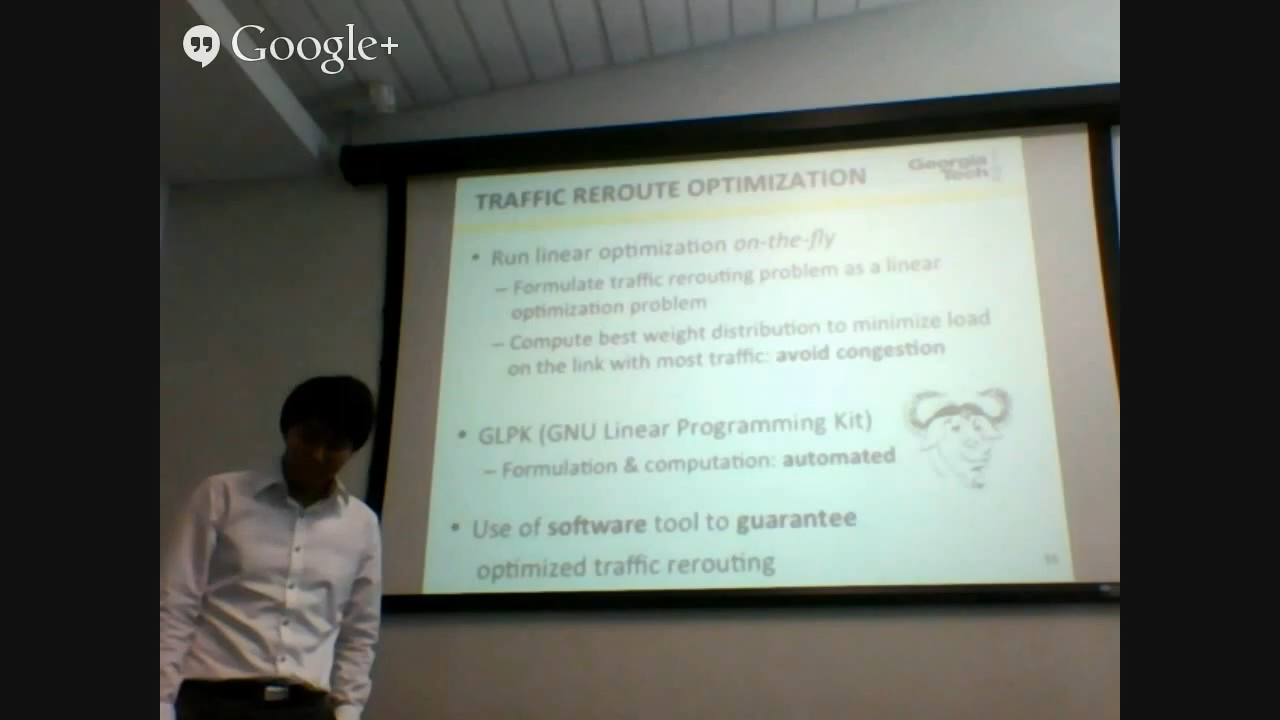 Google+
TRAFFIC REROUTE OPTIMIZATION
Georgia
Tech
• Run linear optimization on-the-fly
– Formulate traffic rerouting problem as a linear
optimization problem
– Compute best weight distribution to minimize load
on the link with most traffic: avoid congestion
• GLPK (GNU Linear Programming Kit)
– Formulation & computation: automated
• Use of software tool to guarantee
optimized traffic rerouting